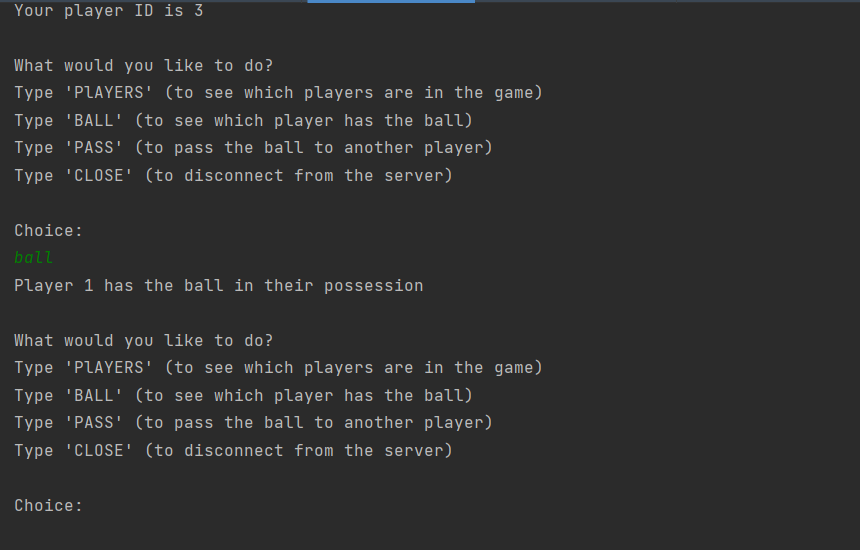 Your player ID is 3
What would you like to do?
Type 'PlAYERS' (to see which players are in the game)
Type 'BALL' (to see which player has the ball)
Type 'PASS' (to pass the ball to another player)
Type 'CLOSE' (to disconnect from the server)
Choice:
ball
Player 1 has the ball in their possession
What would you like to do?
Type 'PlAYERS' (to see which players are in the game)
Type 'BALL' (to see which player has the ball)
Type 'PASS' (to pass the ball to another player)
Type 'CLOSE' (to disconnect from the server)
Choice: